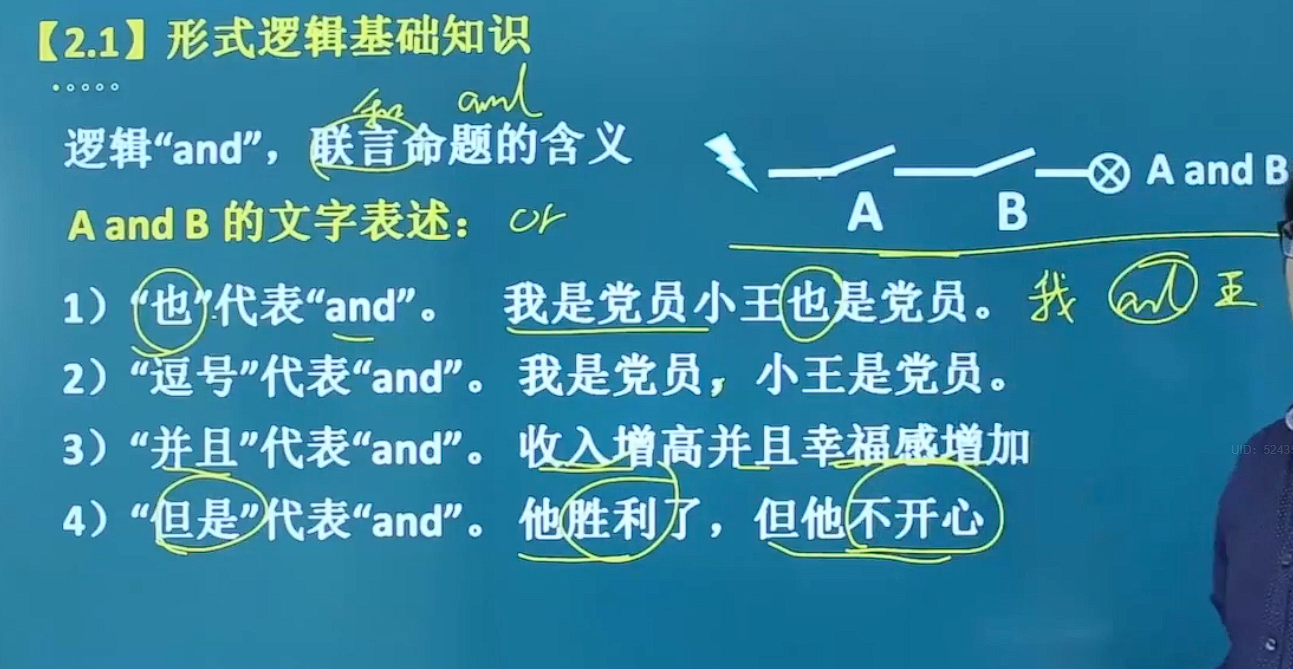 【2.1】形式逻辑基础知识
和 and
逻辑“and”，联言命题的含义
A and B
A B
A and B 的文字表述： or
1）“也”代表“and”。 我是党员小王也是党员。 我 and 王
2）“逗号”代表“and”。 我是党员，小王是党员。
3）“并且”代表“and”。 收入增高并且幸福感增加
UID: 5243
4）“但是”代表“and”。 他胜利了，但他不开心